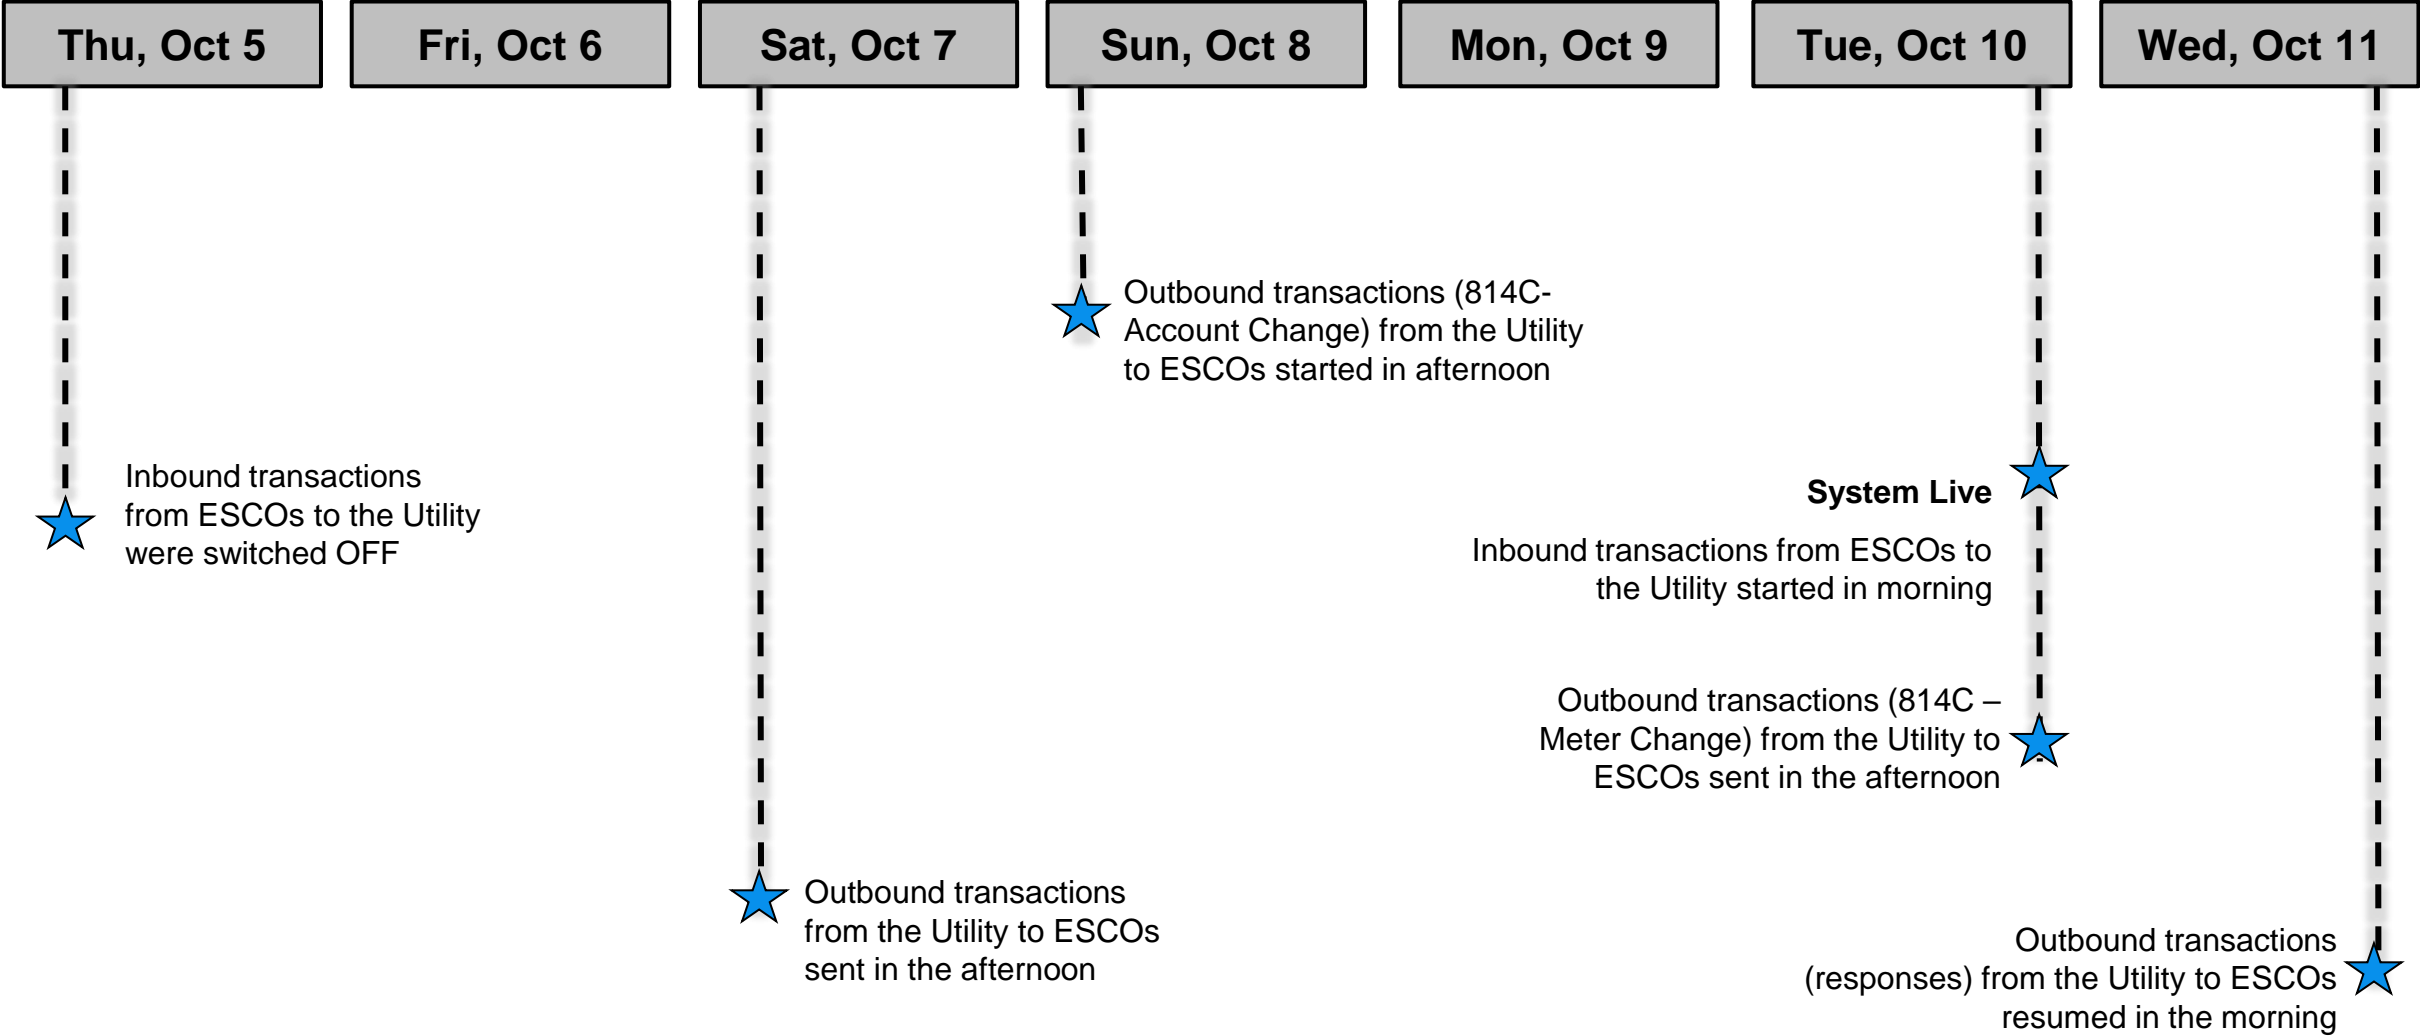 Thu, Oct 5
Fri, Oct 6
Sat, Oct 7
Sun, Oct 8
Mon, Oct 9
Tue, Oct 10
Wed, Oct 11
Outbound transactions (814C-
Account Change) from the Utility
to ESCOs started in afternoon
Inbound transactions
from ESCOs to the Utility
were switched OFF
System Live
Inbound transactions from ESCOs to
the Utility started in morning
Outbound transactions (814C –
Meter Change) from the Utility to
ESCOs sent in the afternoon
Outbound transactions
from the Utility to ESCOs
sent in the afternoon
Outbound transactions
(responses) from the Utility to ESCOs
resumed in the morning